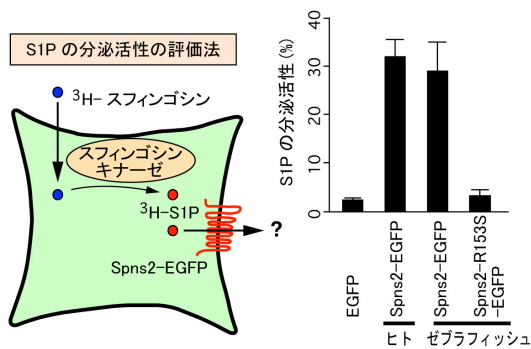 S1P の分泌活性の評価法
³H- スフィンゴシン
スフィンゴシン
キナーゼ
³H-S1P
Spns2-EGFP
?
S1P の分泌活性 (%)
40
30
20
10
0
EGFP
Spns2-EGFP
Spns2-EGFP
Spns2-R153S
-EGFP
ヒト
ゼブラフィッシュ